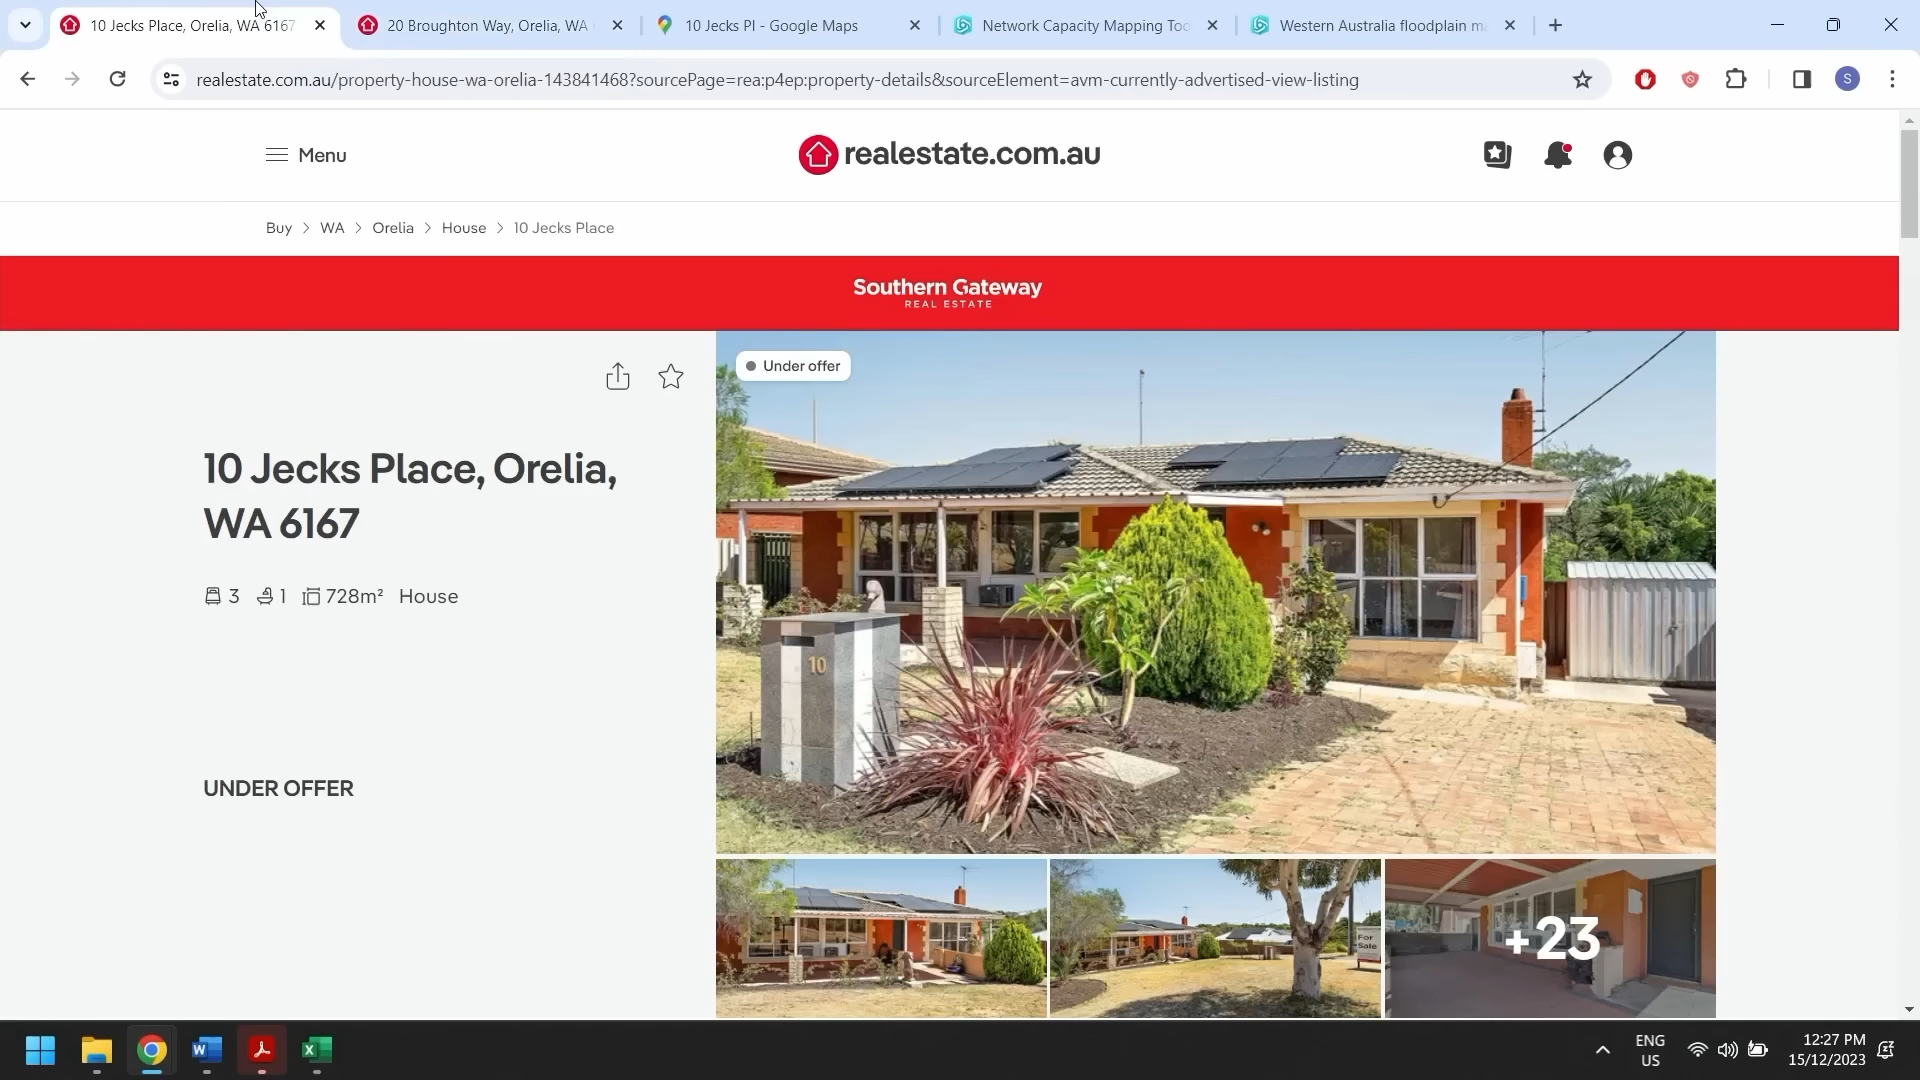 10 Jecks Place, Orelia, WA 6167
20 Broughton Way, Orelia, WA
10 Jecks Pl - Google Maps
Network Capacity Mapping Too
Western Australia floodplain ma
realestate.com.au/property-house-wa-orelia-143841468?sourcePage=rea:p4ep:property-details&sourceElement=avm-currently-advertised-view-listing
S
Menu
realestate.com.au
Buy > WA > Orelia > House > 10 Jecks Place
Southern Gateway
REAL ESTATE
Under offer
10 Jecks Place, Orelia,
WA 6167
3 1 728m² House
10
UNDER OFFER
For
Sale
+23
ENG
US
12:27 PM
15/12/2023